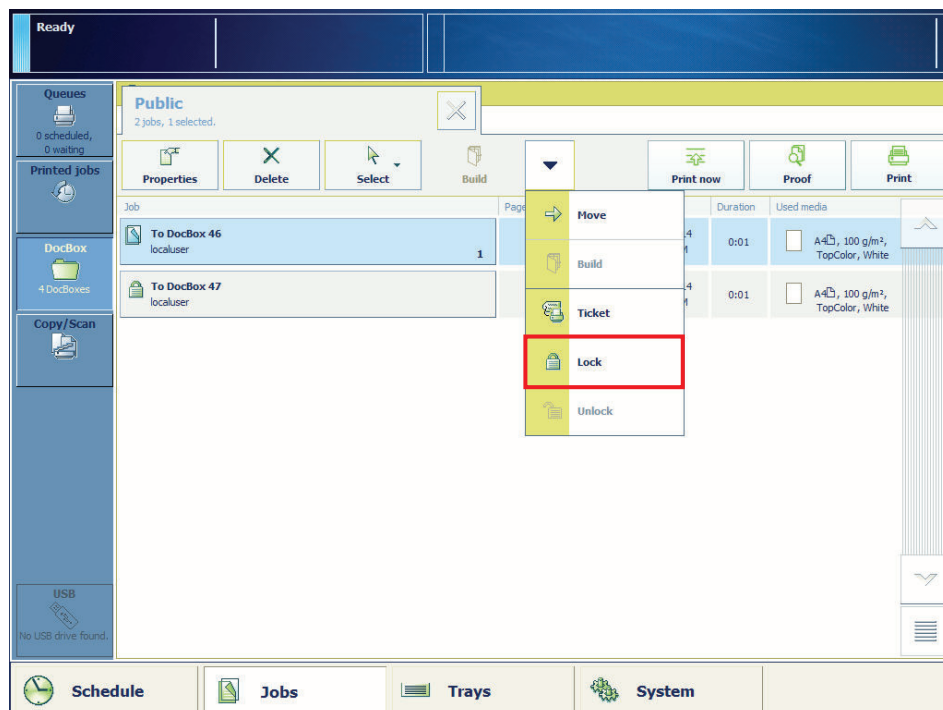 Ready
Queues
0 scheduled,
0 waiting
Printed jobs
DocBox
4 DocBoxes
Copy/Scan
USB
No USB drive found.
Public
2 jobs, 1 selected.
Properties
Delete
Select
Build
Print now
Proof
Print
Job
Page
Duration
Used media
To DocBox 46
localuser
1
.4
0:01
A4, 100 g/m²,
TopColor, White
To DocBox 47
localuser
.4
0:01
A4, 100 g/m²,
TopColor, White
Move
Build
Ticket
Lock
Unlock
Schedule
Jobs
Trays
System